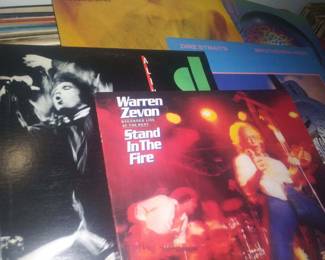 DIRE STRAITS
A
L
d
Warren
Zevon
RECORDED LIVE
AT THE ROXY
Stand
In The
Fire